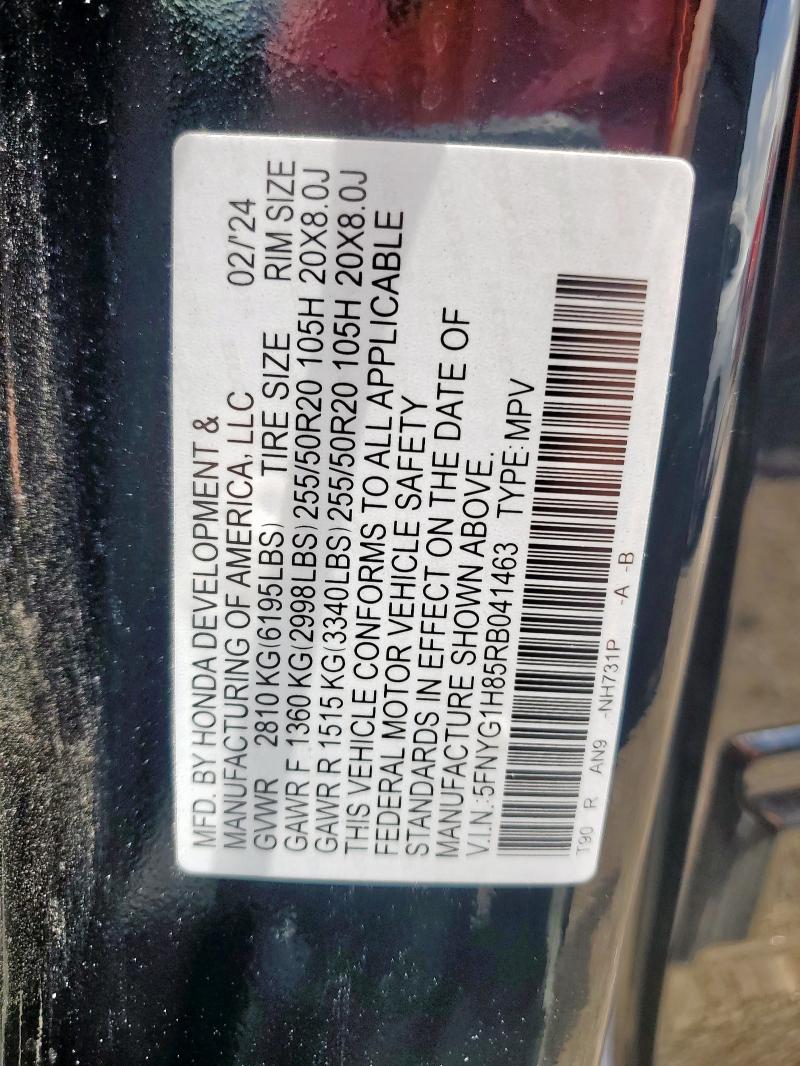 MFD. BY HONDA DEVELOPMENT &
MANUFACTURING OF AMERICA, LLC 02/'24
GVWR 2810 KG (6195LBS) TIRE SIZE RIM SIZE
GAWR F 1360 KG(2998LBS) 255/50R20 105H 20X8.0J
GAWR R 1515 KG(3340LBS) 255/50R20 105H 20X8.0J
THIS VEHICLE CONFORMS TO ALL APPLICABLE
FEDERAL MOTOR VEHICLE SAFETY
STANDARDS IN EFFECT ON THE DATE OF
MANUFACTURE SHOWN ABOVE.
V.I.N.:5FNYG1H85RB041463 TYPE:MPV
T90 R AN9 -NH731P -A -B